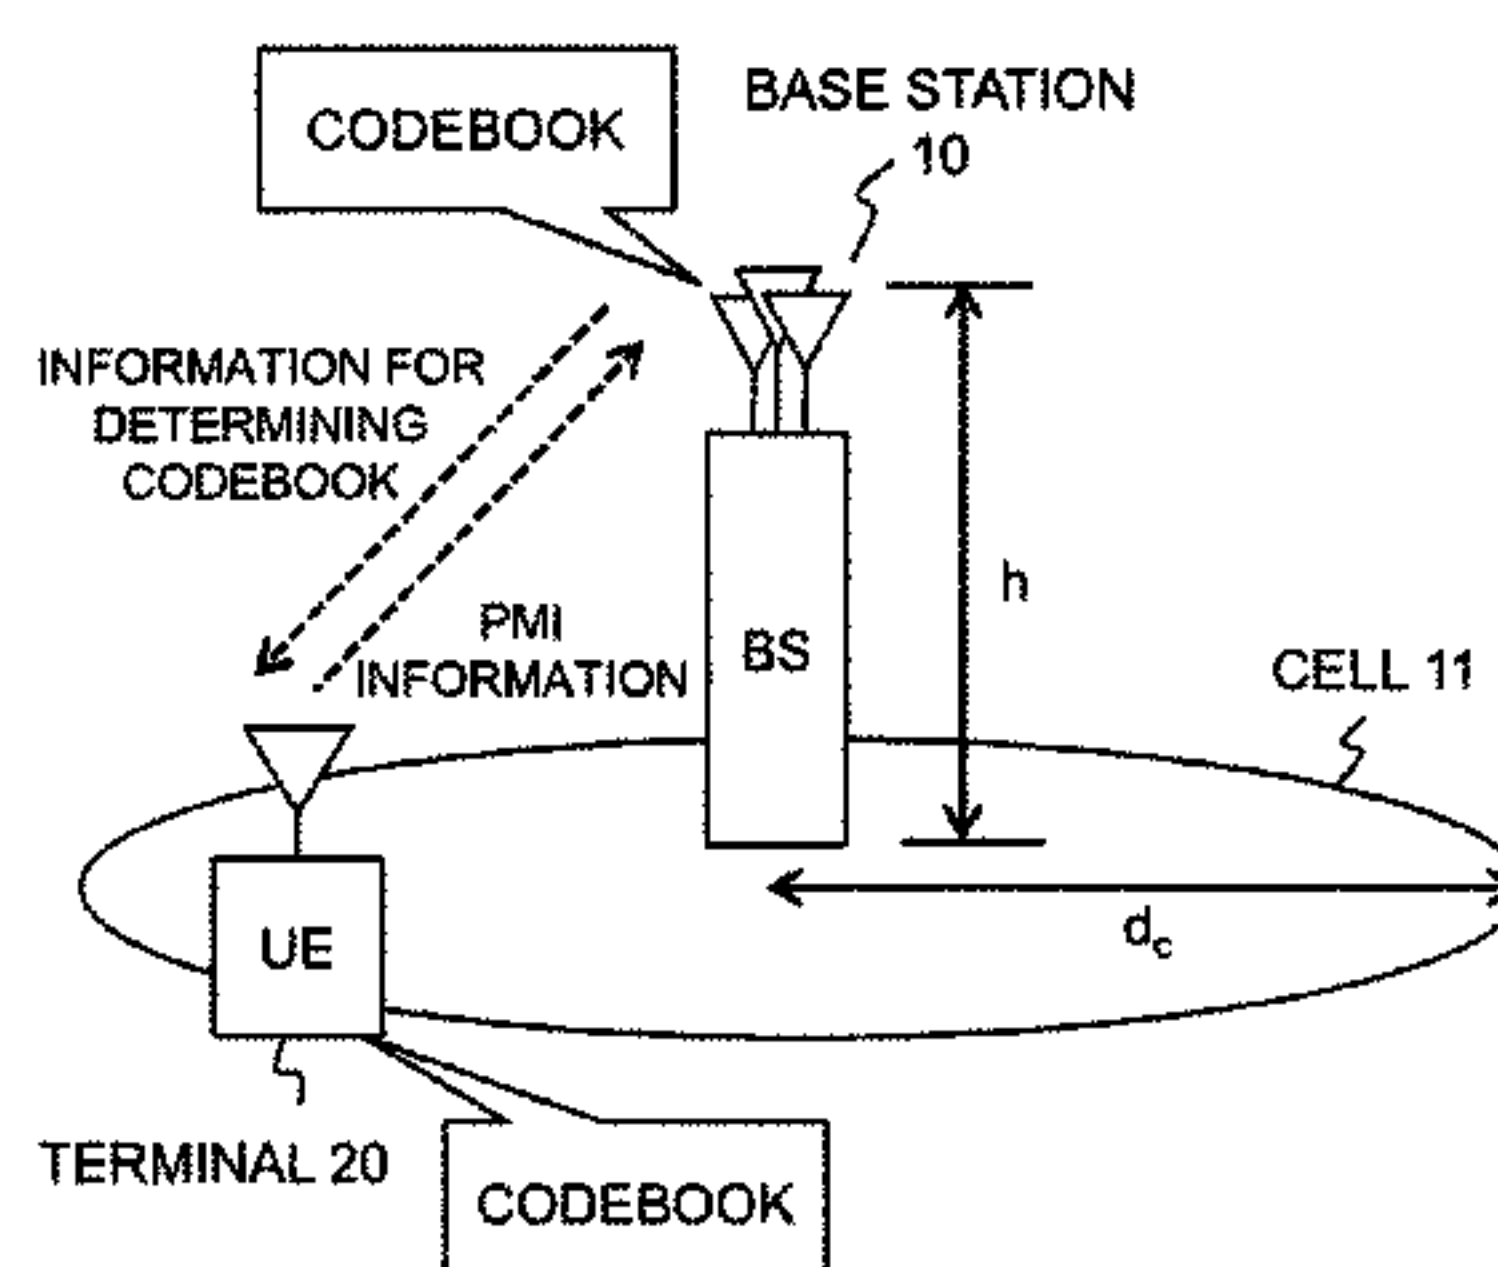 CODEBOOK
BASE STATION
10
INFORMATION FOR
DETERMINING
CODEBOOK
h
PMI
INFORMATION
BS
CELL 11
UE
dc
TERMINAL 20
CODEBOOK